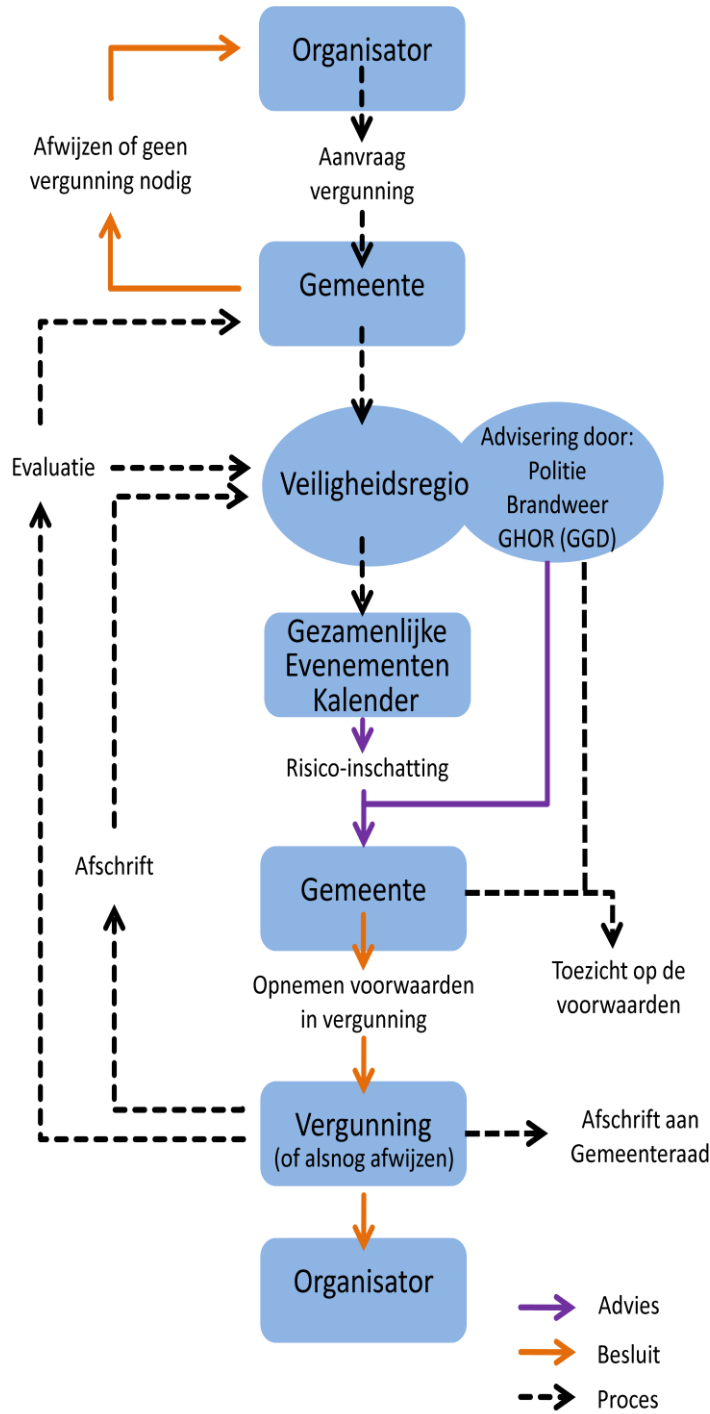 Organisator
Afwijzen of geen
vergunning nodig
Aanvraag
vergunning
Gemeente
Evaluatie
Veiligheidsregio
Advisering door:
Politie
Brandweer
GHOR (GGD)
Gezamenlijke
Evenementen
Kalender
Risico-inschatting
Afschrift
Gemeente
Opnemen voorwaarden
in vergunning
Toezicht op de
voorwaarden
Vergunning
(of alsnog afwijzen)
Afschrift aan
Gemeenteraad
Organisator
Advies
Besluit
Proces